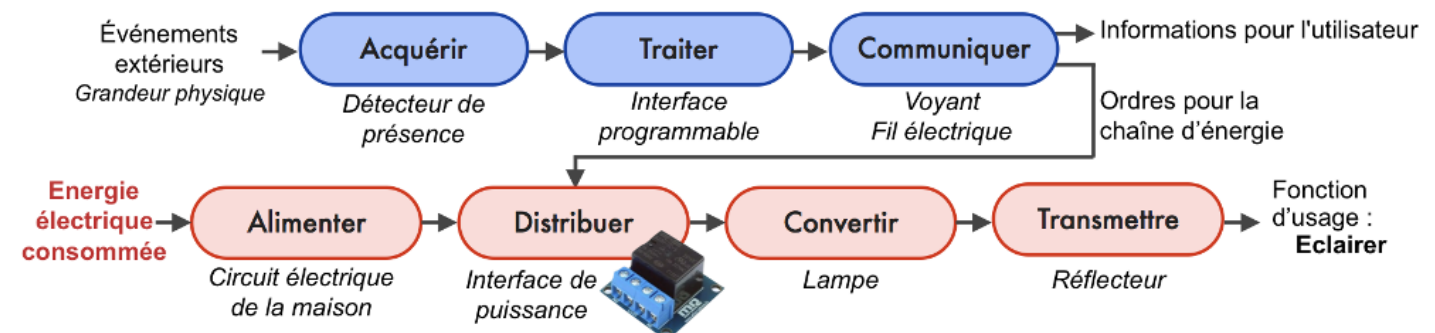 Événements
extérieurs
Grandeur physique
Acquérir
Détecteur de
présence
Traiter
Interface
programmable
Communiquer
Voyant
Fil électrique
Informations pour l'utilisateur
Ordres pour la
chaîne d'énergie
Energie
électrique
consommée
Alimenter
Circuit électrique
de la maison
Distribuer
Interface de
puissance
Convertir
Lampe
Transmettre
Réflecteur
Fonction
d'usage :
Eclairer